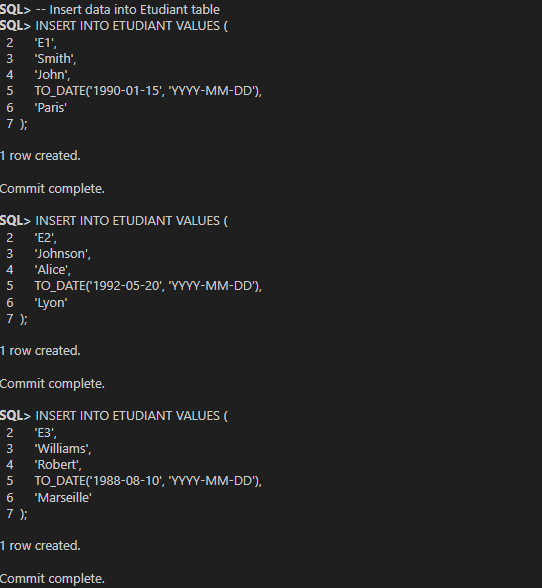 SQL> -- Insert data into Etudiant table
SQL> INSERT INTO ETUDIANT VALUES (
2 'E1',
3 'Smith',
4 'John',
5 TO_DATE('1990-01-15', 'YYYY-MM-DD'),
6 'Paris'
7 );
1 row created.
Commit complete.
SQL> INSERT INTO ETUDIANT VALUES (
2 'E2',
3 'Johnson',
4 'Alice',
5 TO_DATE('1992-05-20', 'YYYY-MM-DD'),
6 'Lyon'
7 );
1 row created.
Commit complete.
SQL> INSERT INTO ETUDIANT VALUES (
2 'E3',
3 'Williams',
4 'Robert',
5 TO_DATE('1988-08-10', 'YYYY-MM-DD'),
6 'Marseille'
7 );
1 row created.
Commit complete.